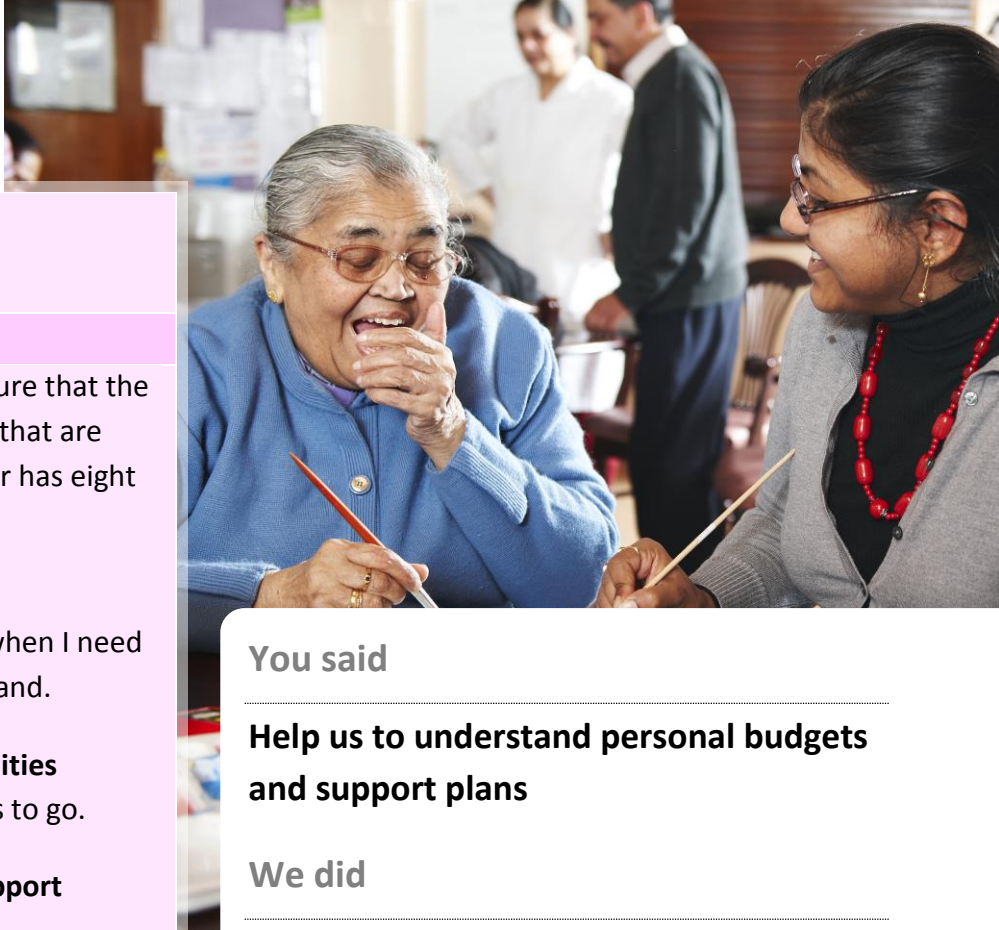 ure that the
that are
r has eight
when I need
and.
ities
s to go.
pport
You said
Help us to understand personal budgets
and support plans
We did